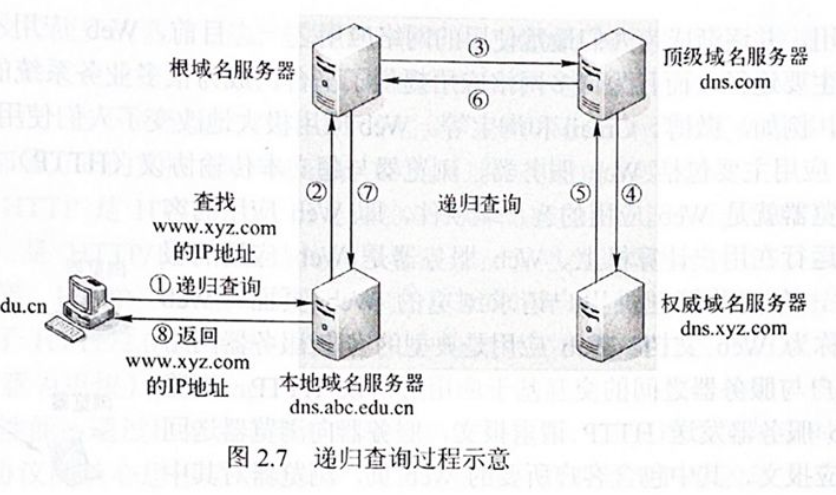 ③
根域名服务器
顶级域名服务器
dns.com
⑥
查找
www.xyz.com
的IP地址
②
⑦
递归查询
⑤
④
① 递归查询
du.cn
⑧ 返回
www.xyz.com
的IP地址
本地域名服务器
dns.abc.edu.cn
权威域名服务器
dns.xyz.com
图 2.7 递归查询过程示意